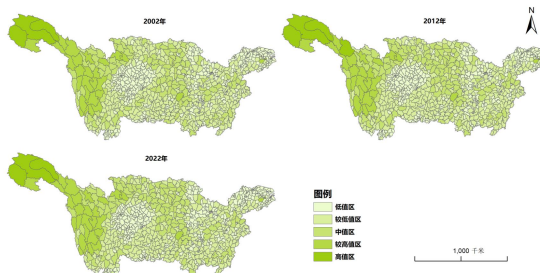 2002年
2012年
N
2022年
图例
低值区
较低值区
中值区
较高值区
高值区
1,000 千米